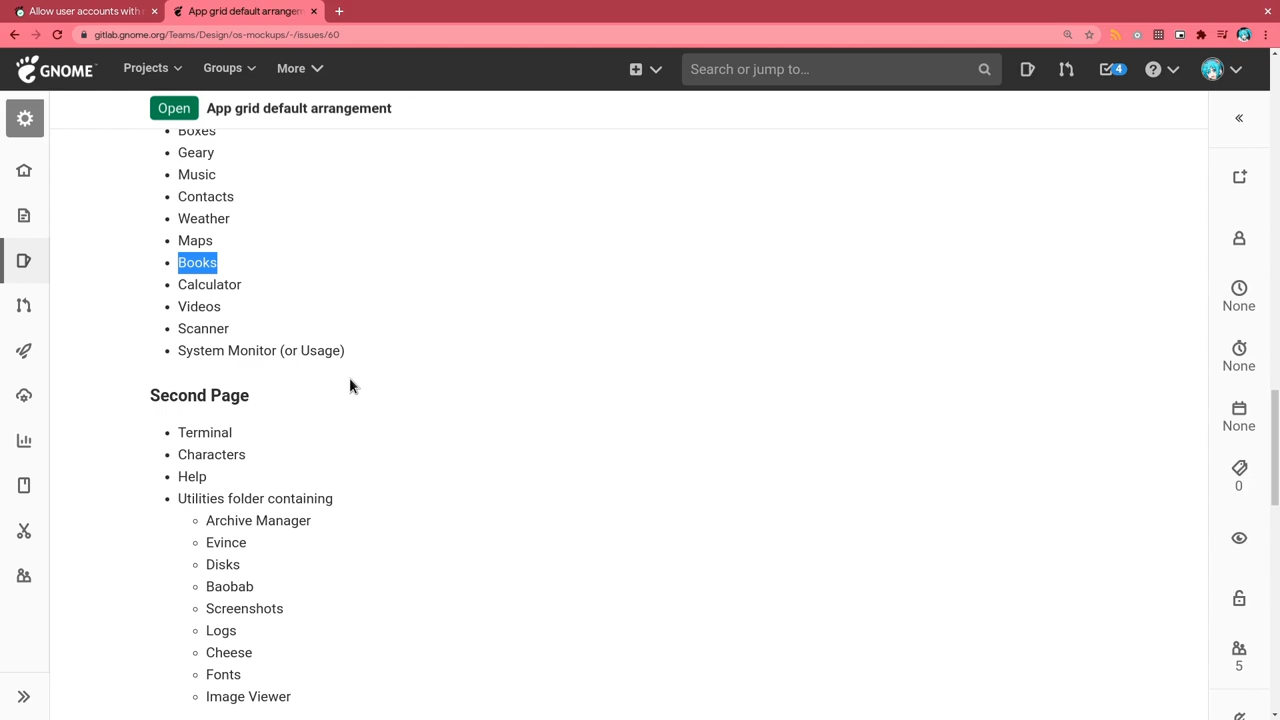 Allow user accounts with
App grid default arrangem
gitlab.gnome.org/Teams/Design/os-mockups/-/issues/60
GNOME
Projects
Groups
More
Search or jump to...
4
Open
App grid default arrangement
• Boxes
• Geary
• Music
• Contacts
• Weather
• Maps
• Books
• Calculator
• Videos
• Scanner
• System Monitor (or Usage)
Second Page
• Terminal
• Characters
• Help
• Utilities folder containing
◦ Archive Manager
◦ Evince
◦ Disks
◦ Baobab
◦ Screenshots
◦ Logs
◦ Cheese
◦ Fonts
◦ Image Viewer
None
None
None
0
5